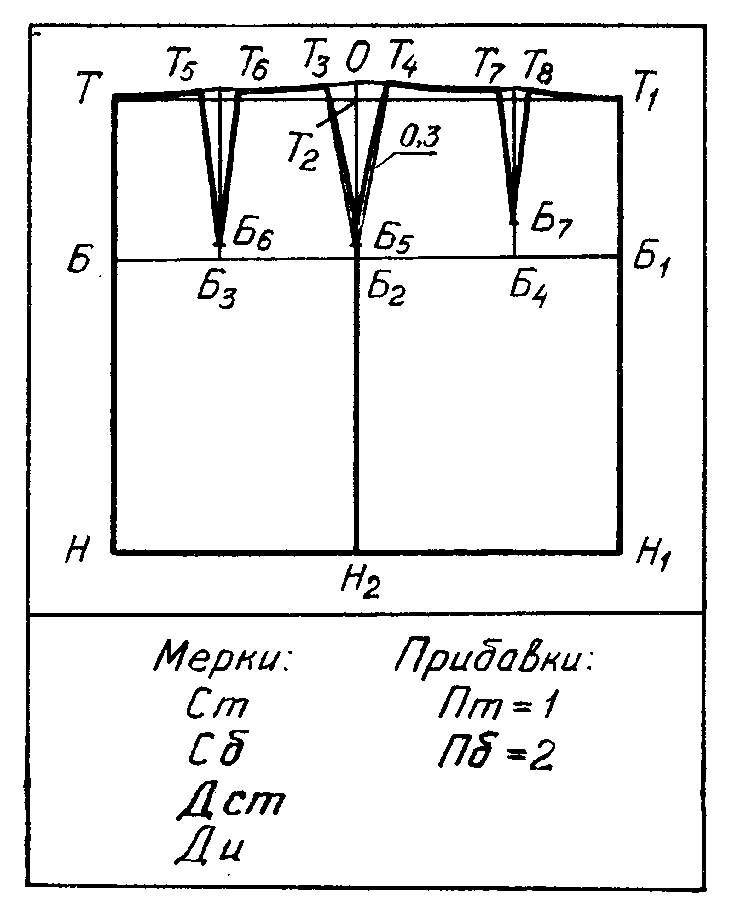 Т Т5 Т6 Т3 О Т4 Т7 Т8 Т1
Т2 0,3
Б Б6 Б5 Б7 Б1
Б3 Б2 Б4
Н Н2 Н1
Мерки: Прибавки:
Ст Пт = 1
Сб Пб = 2
Дст
Ди